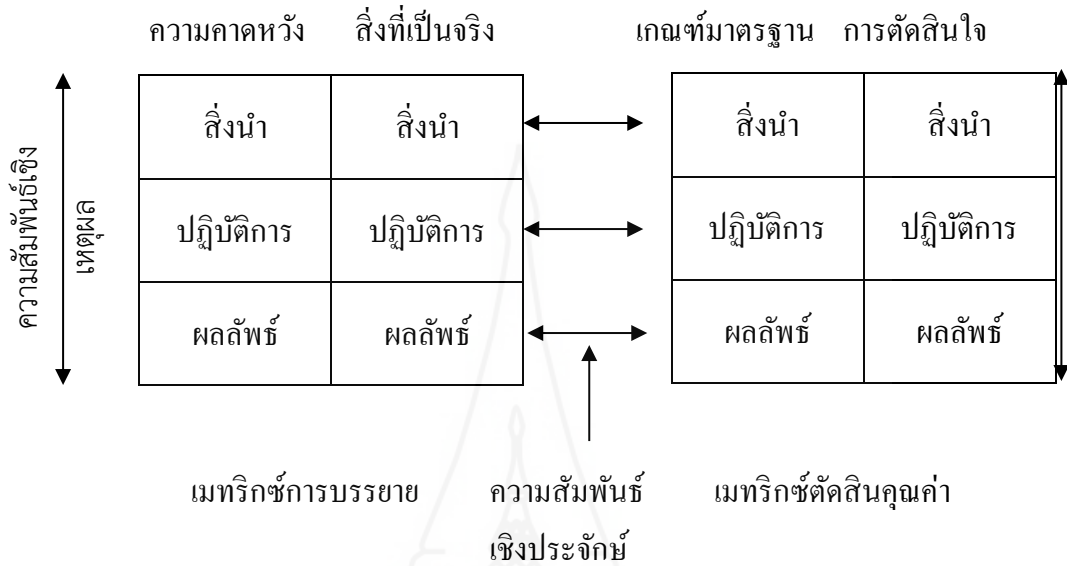 ความคาดหวัง สิ่งที่เป็นจริง เกณฑ์มาตรฐาน การตัดสินใจ
ความสัมพันธ์เชิง
เหตุผล
สิ่งนำ สิ่งนำ สิ่งนำ สิ่งนำ
ปฏิบัติการ ปฏิบัติการ ปฏิบัติการ ปฏิบัติการ
ผลลัพธ์ ผลลัพธ์ ผลลัพธ์ ผลลัพธ์
เมทริกซ์การบรรยาย ความสัมพันธ์ เมทริกซ์ตัดสินคุณค่า
เชิงประจักษ์